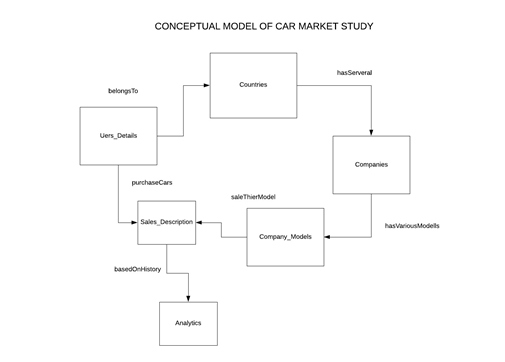 CONCEPTUAL MODEL OF CAR MARKET STUDY
hasServeral
Countries
belongsTo
Uers_Details
Companies
purchaseCars
saleThierModel
Sales_Description
hasVariousModells
Company_Models
basedOnHistory
Analytics